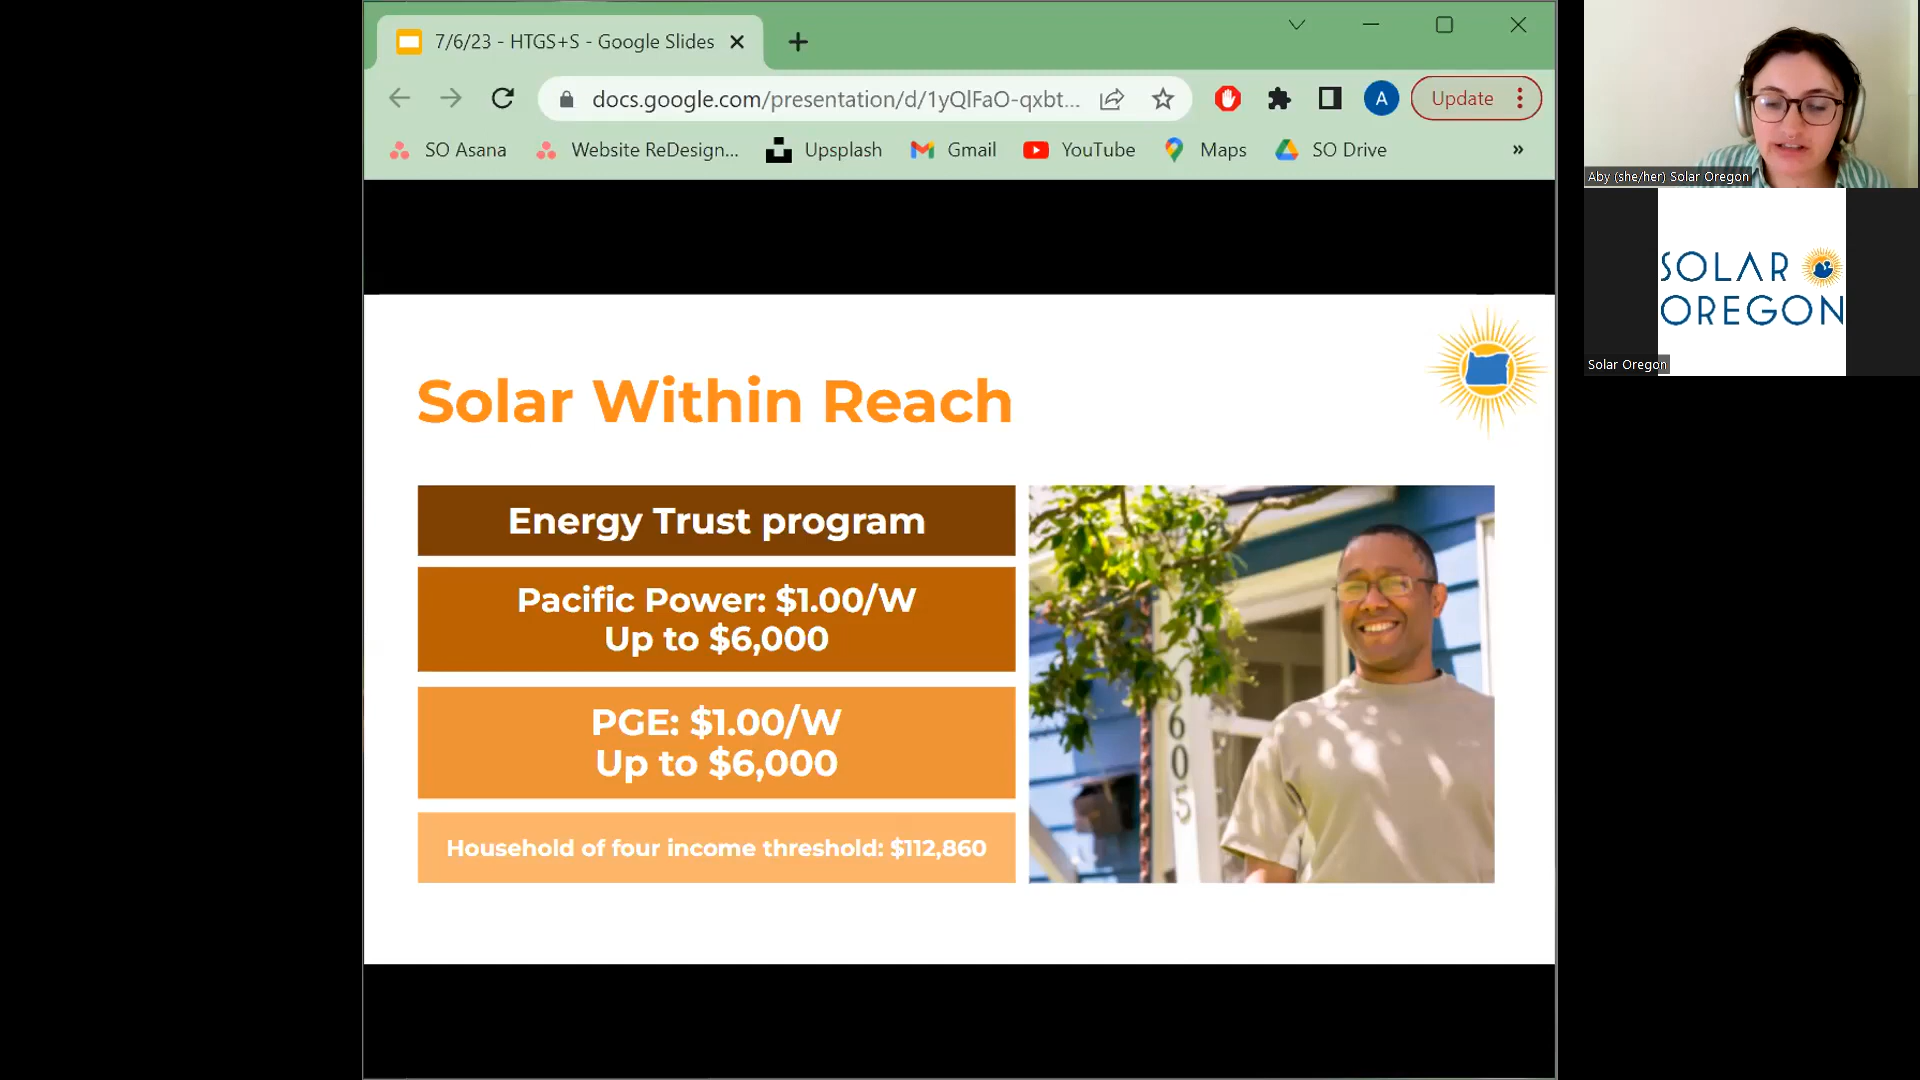 7/6/23 - HTGS+S - Google Slides
docs.google.com/presentation/d/1yQlFaO-qxbt...
Update
A
SO Asana
Website ReDesign...
Upsplash
Gmail
YouTube
Maps
SO Drive
»
Solar Within Reach
Energy Trust program
Pacific Power: $1.00/W
Up to $6,000
PGE: $1.00/W
Up to $6,000
Household of four income threshold: $112,860
6605
Aby (she/her) Solar Oregon
SOLAR
OREGON
Solar Oregon